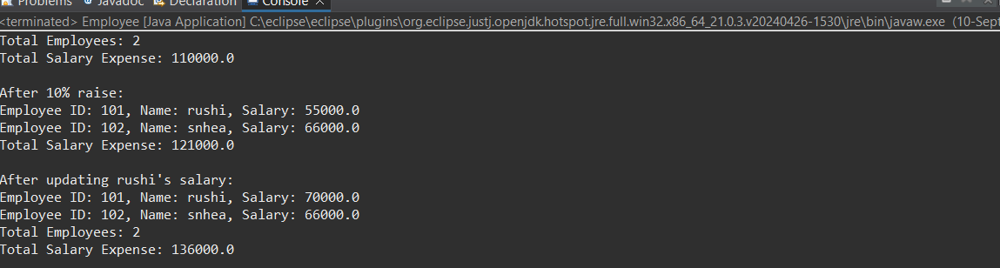 Problems Javadoc Declaration Console
<terminated> Employee [Java Application] C:\eclipse\eclipse\plugins\org.eclipse.justj.openjdk.hotspot.jre.full.win32.x86_64_21.0.3.v20240426-1530\jre\bin\javaw.exe (10-Sept
Total Employees: 2
Total Salary Expense: 110000.0
After 10% raise:
Employee ID: 101, Name: rushi, Salary: 55000.0
Employee ID: 102, Name: snhea, Salary: 66000.0
Total Salary Expense: 121000.0
After updating rushi's salary:
Employee ID: 101, Name: rushi, Salary: 70000.0
Employee ID: 102, Name: snhea, Salary: 66000.0
Total Employees: 2
Total Salary Expense: 136000.0